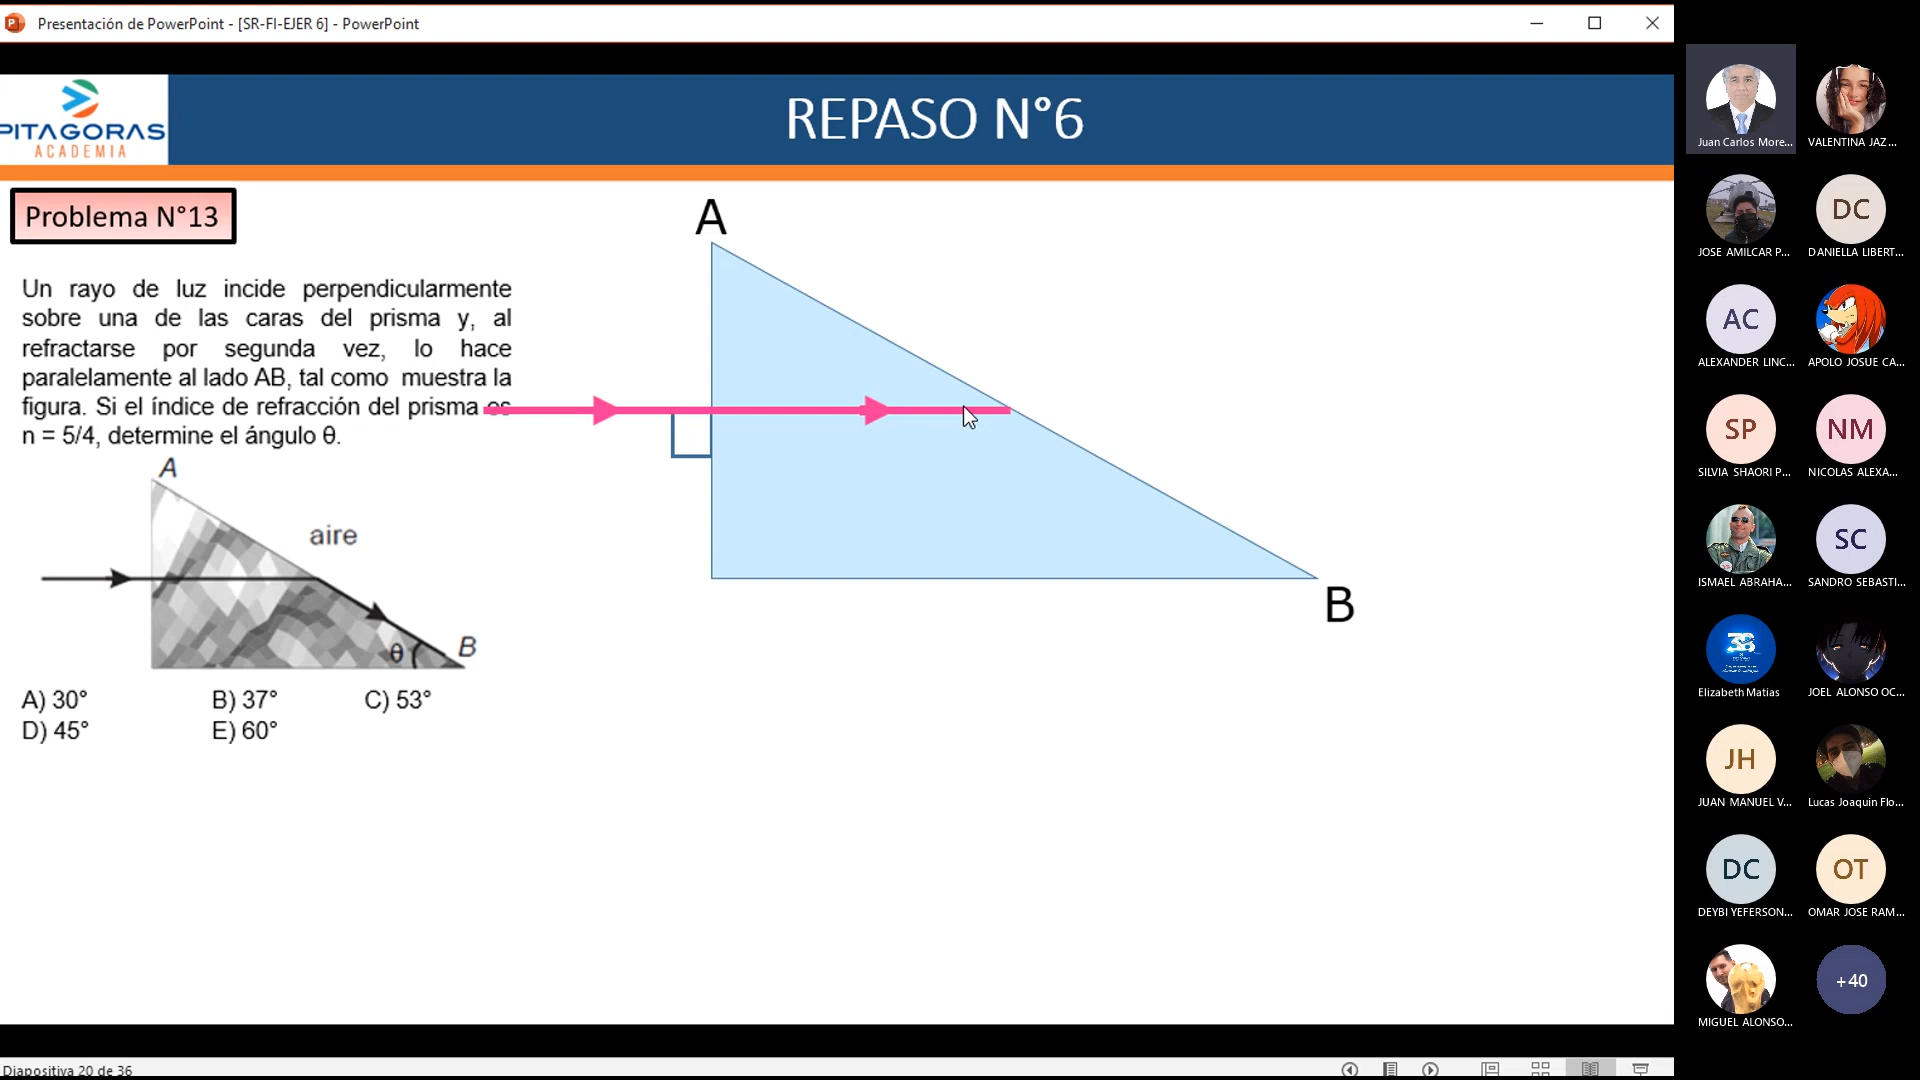 Presentación de PowerPoint - [SR-FI-EJER 6] - PowerPoint
PITAGORAS
ACADEMIA
REPASO N°6
Problema N°13
Un rayo de luz incide perpendicularmente
sobre una de las caras del prisma y, al
refractarse por segunda vez, lo hace
paralelamente al lado AB, tal como muestra la
figura. Si el índice de refracción del prisma es
n = 5/4, determine el ángulo θ.
A
aire
θ
B
A) 30°
B) 37°
C) 53°
D) 45°
E) 60°
A
B
Juan Carlos More...
VALENTINA JAZ...
JOSE AMILCAR P...
DC
DANIELLA LIBERT...
AC
ALEXANDER LINC...
APOLO JOSUE CA...
SP
SILVIA SHAORI P...
NM
NICOLAS ALEXA...
ISMAEL ABRAHA...
SC
SANDRO SEBASTI...
38
Elizabeth Matias
JOEL ALONSO OC...
JH
JUAN MANUEL V...
Lucas Joaquin Flo...
DC
DEYBI YEFERSON...
OT
OMAR JOSE RAM...
MIGUEL ALONSO...
+40
Diapositiva 20 de 36